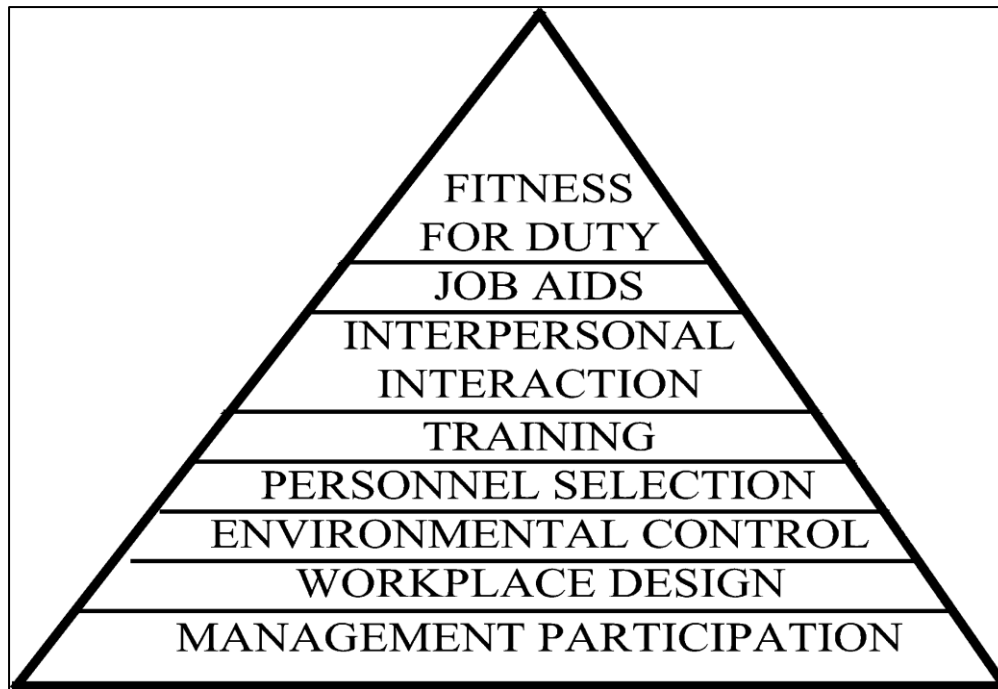 FITNESS
FOR DUTY
JOB AIDS
INTERPERSONAL
INTERACTION
TRAINING
PERSONNEL SELECTION
ENVIRONMENTAL CONTROL
WORKPLACE DESIGN
MANAGEMENT PARTICIPATION